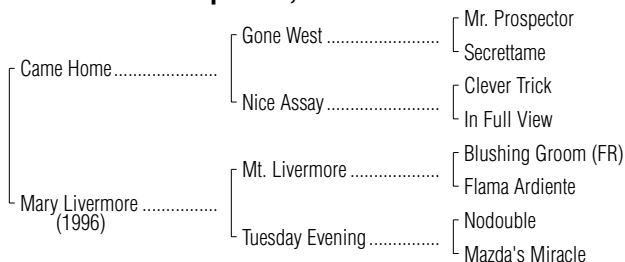 Mr. Prospector
Gone West ........................
Secrettame
Came Home ......................
Clever Trick
Nice Assay ........................
In Full View
Blushing Groom (FR)
Mt. Livermore ....................
Flama Ardiente
Mary Livermore ................
(1996)
Nodouble
Tuesday Evening ...............
Mazda's Miracle